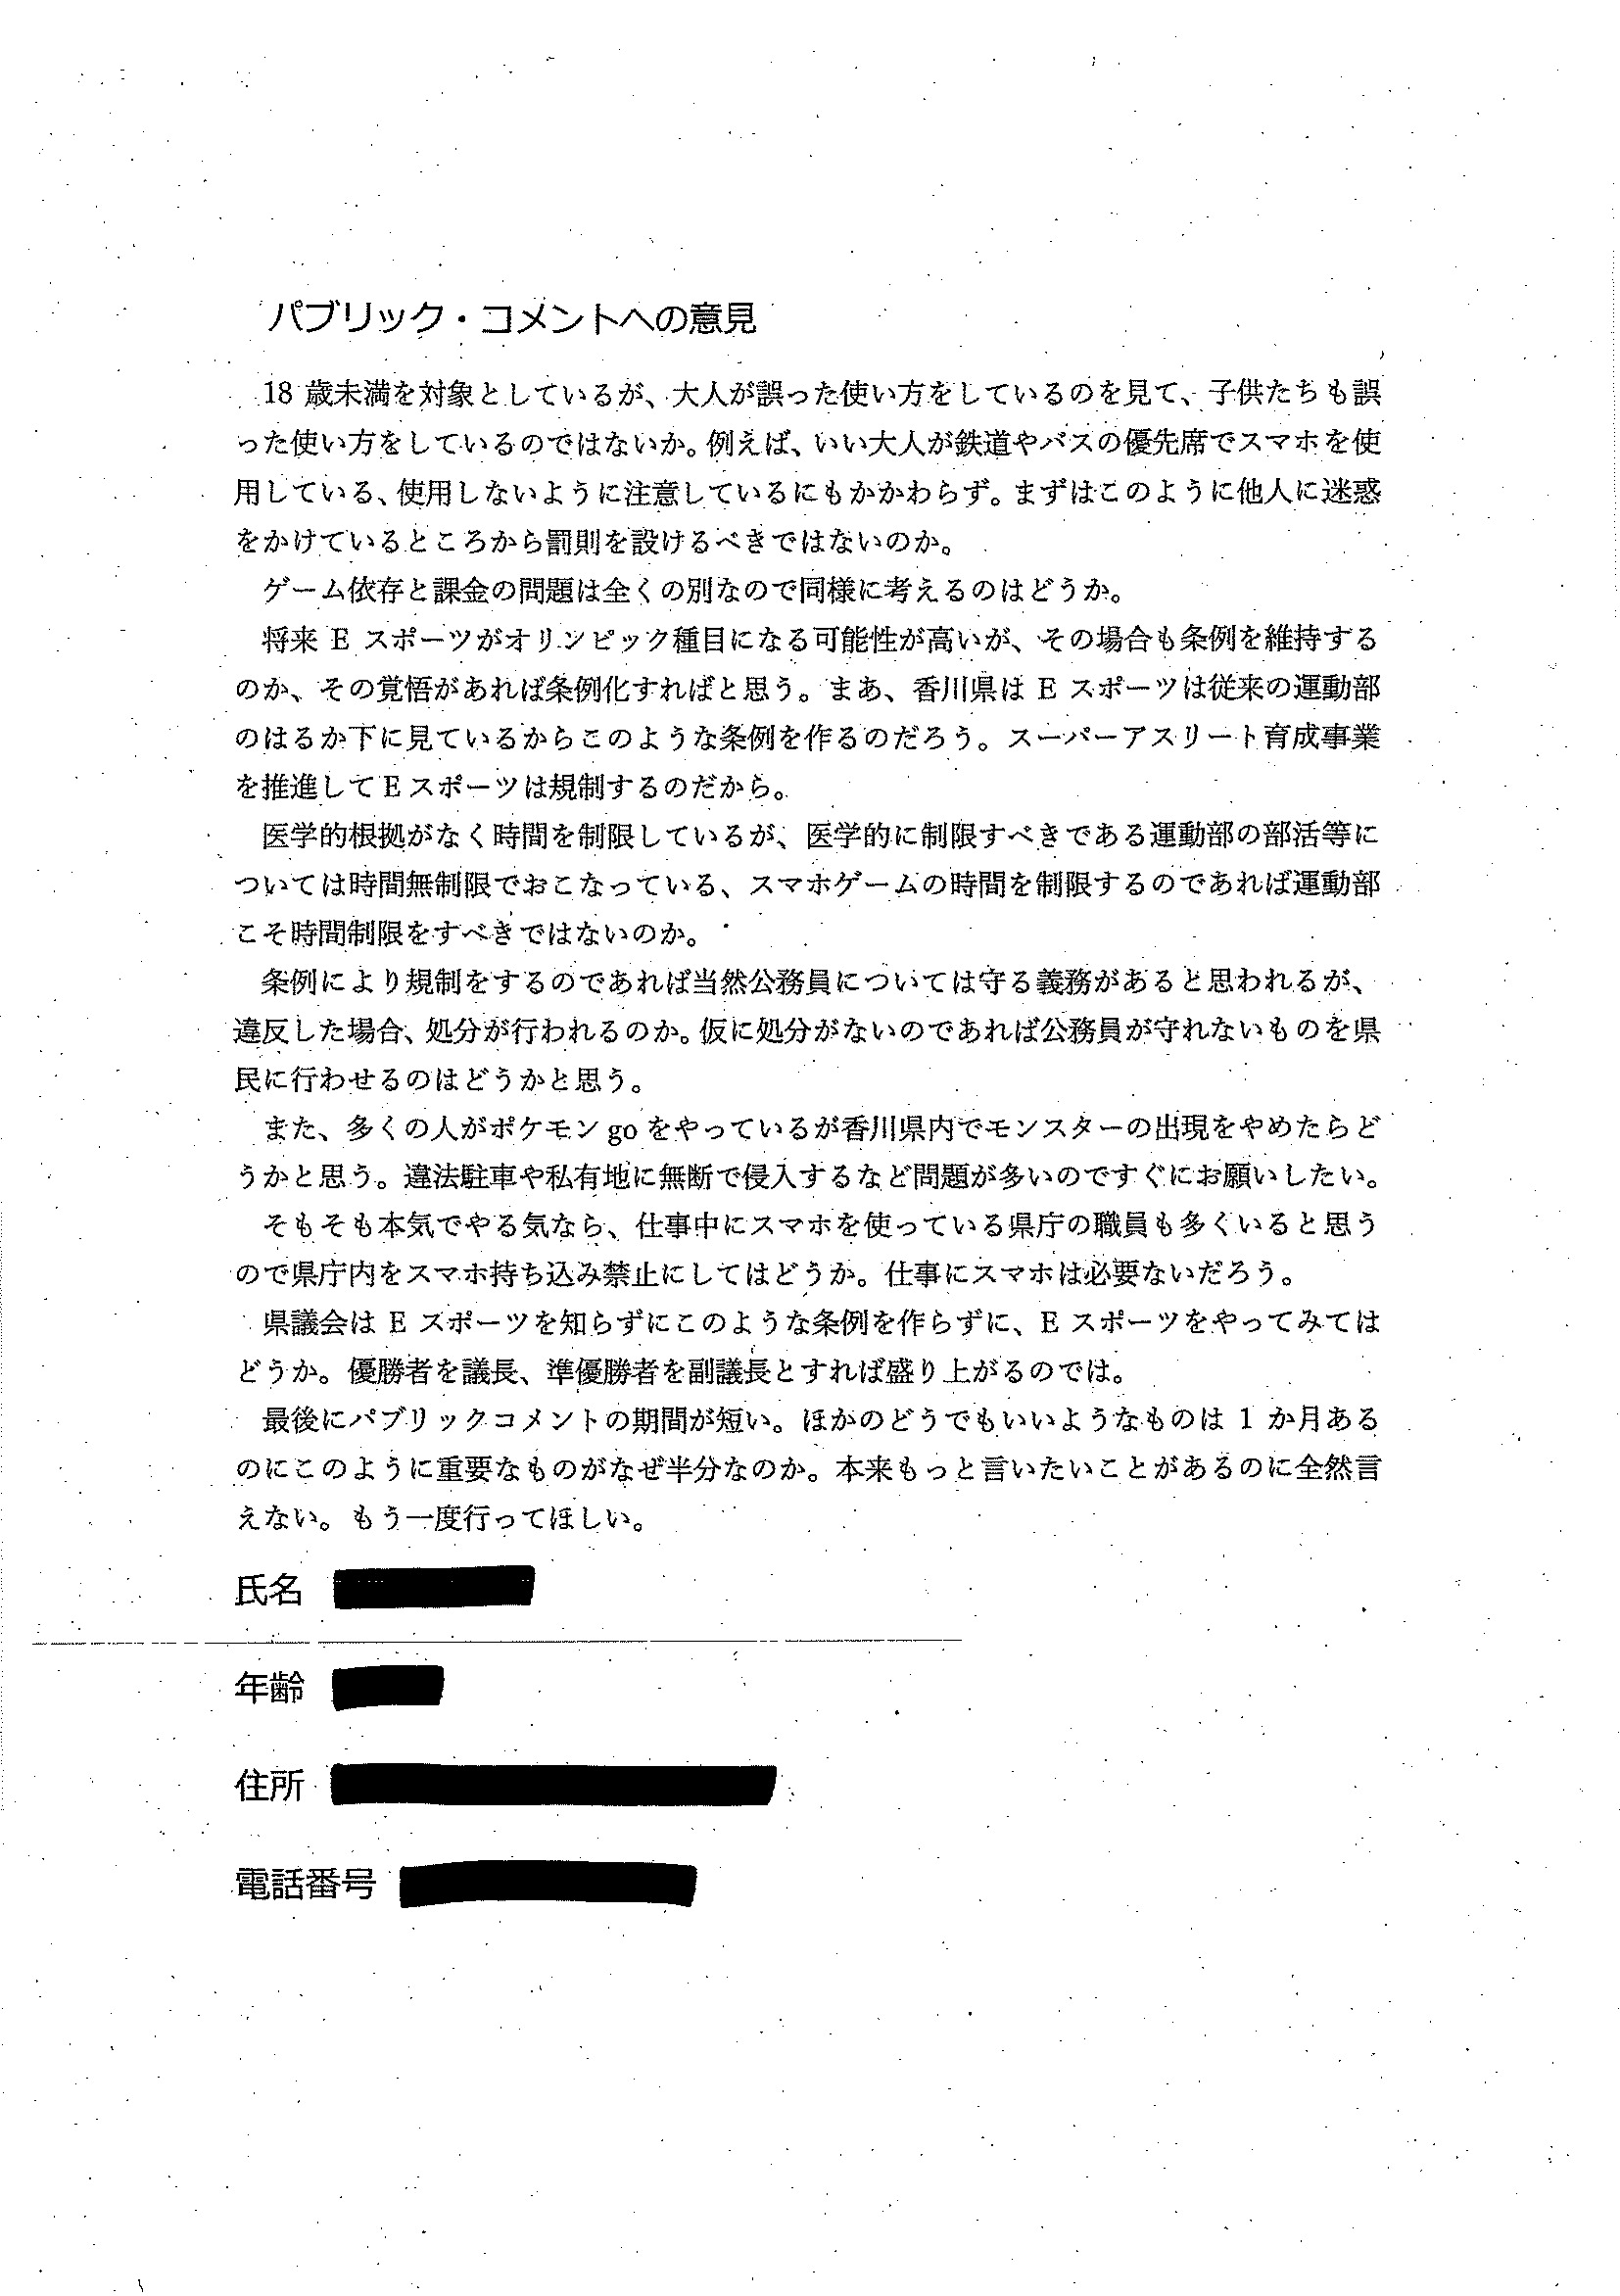 パブリック・コメントへの意見
18 歳未満を対象としているが、大人が誤った使い方をしているのを見て、子供たちも誤
った使い方をしているのではないか。例えば、いい大人が鉄道やバスの優先席でスマホを使
用している、使用しないように注意しているにもかかわらず。まずはこのように他人に迷惑
をかけているところから罰則を設けるべきではないのか。
ゲーム依存と課金の問題は全くの別なので同様に考えるのはどうか。
将来 E スポーツがオリンピック種目になる可能性が高いが、その場合も条例を維持する
のか、その覚悟があれば条例化すればと思う。まあ、香川県は E スポーツは従来の運動部
のはるか下に見ているからこのような条例を作るのだろう。スーパーアスリート育成事業
を推進して E スポーツは規制するのだから。
医学的根拠がなく時間を制限しているが、医学的に制限すべきである運動部の部活等に
ついては時間無制限でおこなっている、スマホゲームの時間を制限するのであれば運動部
こそ時間制限をすべきではないのか。
条例により規制をするのであれば当然公務員については守る義務があると思われるが、
違反した場合、処分が行われるのか。仮に処分がないのであれば公務員が守れないものを県
民に行わせるのはどうかと思う。
また、多くの人がポケモン go をやっているが香川県内でモンスターの出現をやめたらど
うかと思う。違法駐車や私有地に無断で侵入するなど問題が多いのですぐにお願いしたい。
そもそも本気でやる気なら、仕事中にスマホを使っている県庁の職員も多くいると思う
ので県庁内をスマホ持ち込み禁止にしてはどうか。仕事にスマホは必要ないだろう。
県議会は E スポーツを知らずにこのような条例を作らずに、E スポーツをやってみては
どうか。優勝者を議長、準優勝者を副議長とすれば盛り上がるのでは。
最後にパブリックコメントの期間が短い。ほかのどうでもいいようなものは 1 か月ある
のにこのように重要なものがなぜ半分なのか。本来もっと言いたいことがあるのに全然言
えない。もう一度行ってほしい。
氏名
年齢
住所
電話番号